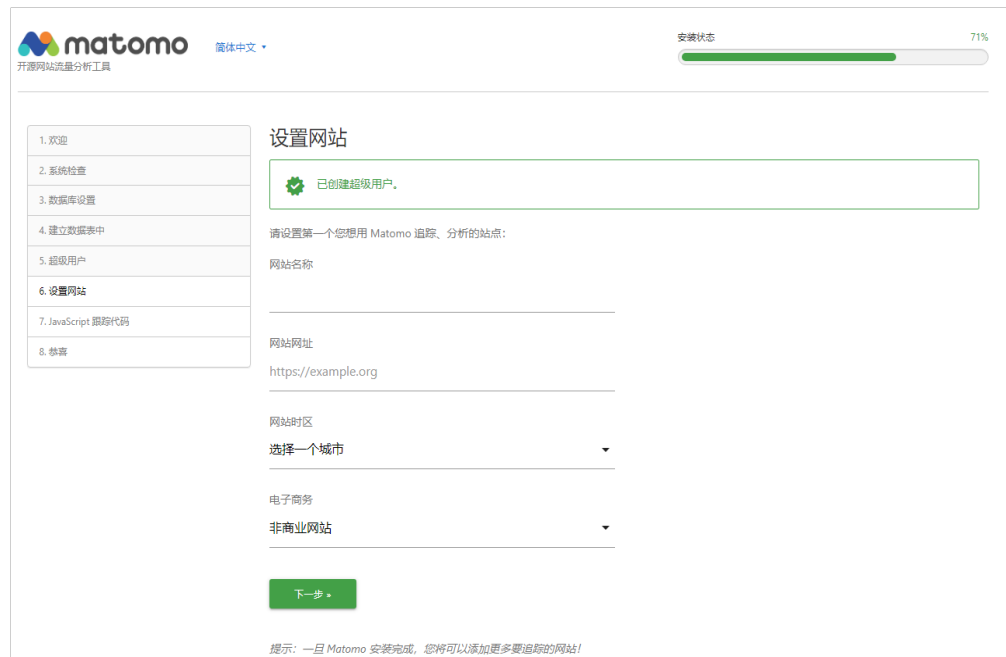 matomo
开源网站流量分析工具
简体中文
安装状态
71%
1. 欢迎
2. 系统检查
3. 数据库设置
4. 建立数据表中
5. 超级用户
6. 设置网站
7. JavaScript 跟踪代码
8. 恭喜
设置网站
已创建超级用户。
请设置第一个您想用 Matomo 追踪、分析的站点：
网站名称
网站网址
https://example.org
网站时区
选择一个城市
电子商务
非商业网站
下一步 »
提示：一旦 Matomo 安装完成，您将可以添加更多要追踪的网站！